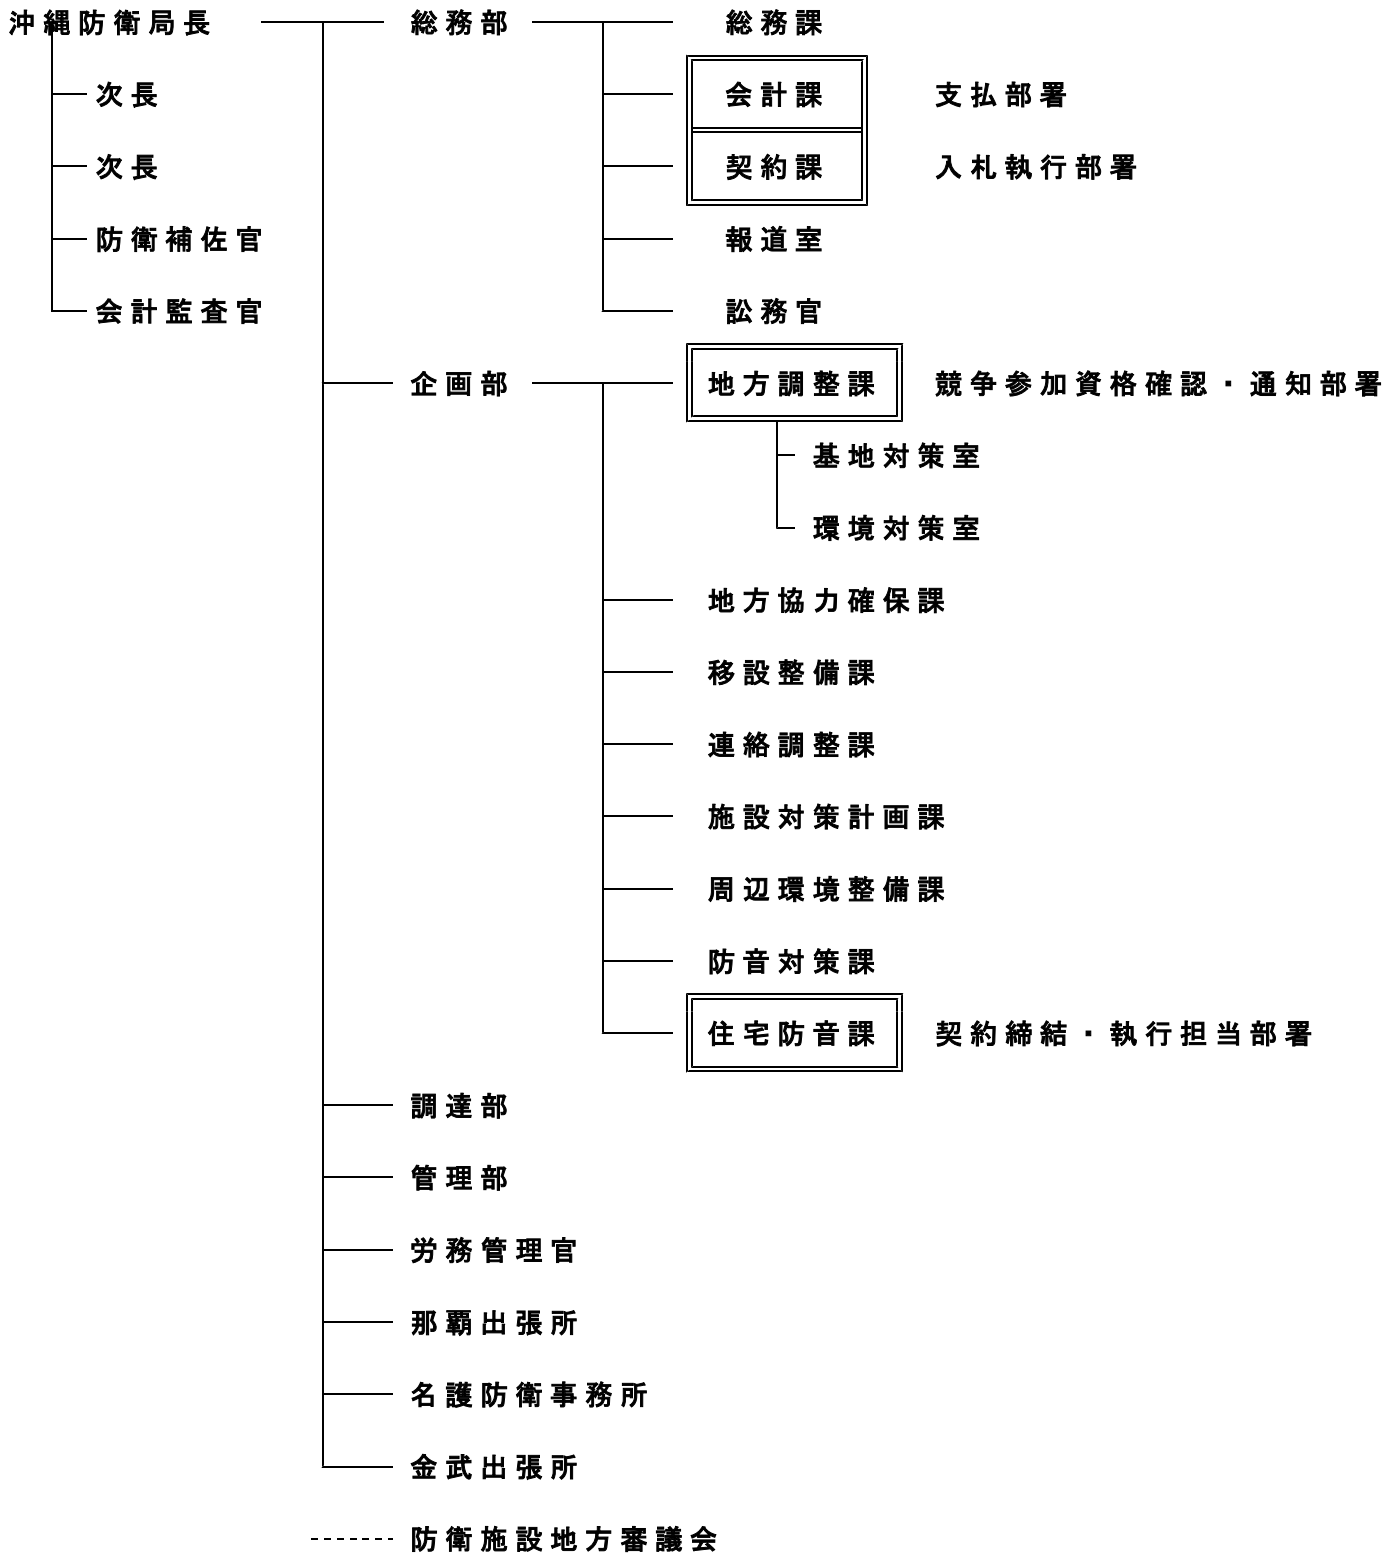 沖縄防衛局長 総務部 総務課
次長 会計課 支払部署
次長 契約課 入札執行部署
防衛補佐官 報道室
会計監査官 訟務官
企画部 地方調整課 競争参加資格確認・通知部署
基地対策室
環境対策室
地方協力確保課
移設整備課
連絡調整課
施設対策計画課
周辺環境整備課
防音対策課
住宅防音課 契約締結・執行担当部署
調達部
管理部
労務管理官
那覇出張所
名護防衛事務所
金武出張所
防衛施設地方審議会